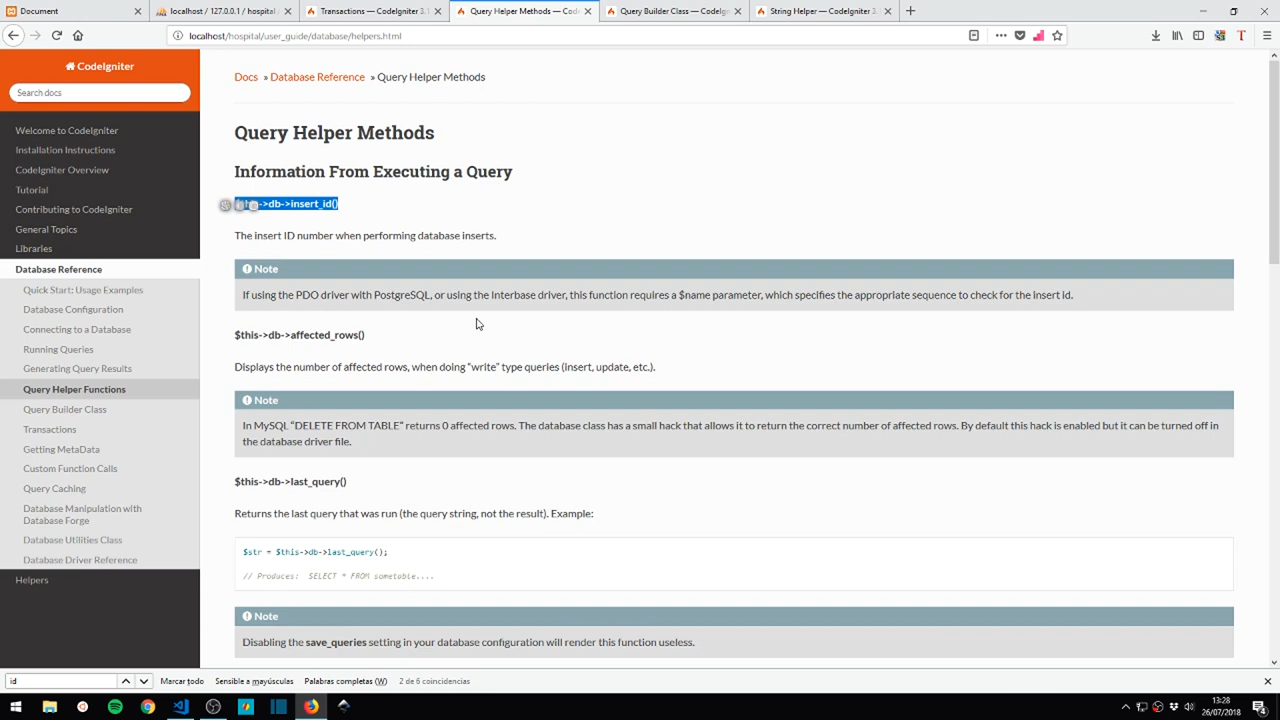 Document
localhost / 127.0.0.1 / hospital
Transactions — CodeIgniter 3.1
Query Helper Methods — Code
Query Builder Class — CodeIg
String Helper — CodeIgniter 3.
localhost/hospital/user_guide/database/helpers.html
CodeIgniter
Search docs
Welcome to CodeIgniter
Installation Instructions
CodeIgniter Overview
Tutorial
Contributing to CodeIgniter
General Topics
Libraries
Database Reference
Quick Start: Usage Examples
Database Configuration
Connecting to a Database
Running Queries
Generating Query Results
Query Helper Functions
Query Builder Class
Transactions
Getting MetaData
Custom Function Calls
Query Caching
Database Manipulation with
Database Forge
Database Utilities Class
Database Driver Reference
Helpers
Docs » Database Reference » Query Helper Methods
Query Helper Methods
Information From Executing a Query
$this->db->insert_id()
The insert ID number when performing database inserts.
Note
If using the PDO driver with PostgreSQL, or using the Interbase driver, this function requires a $name parameter, which specifies the appropriate sequence to check for the insert id.
$this->db->affected_rows()
Displays the number of affected rows, when doing “write” type queries (insert, update, etc.).
Note
In MySQL “DELETE FROM TABLE” returns 0 affected rows. The database class has a small hack that allows it to return the correct number of affected rows. By default this hack is enabled but it can be turned off in
the database driver file.
$this->db->last_query()
Returns the last query that was run (the query string, not the result). Example:
$str = $this->db->last_query();
// Produces: SELECT * FROM sometable....
Note
Disabling the save_queries setting in your database configuration will render this function useless.
id
Marcar todo
Sensible a mayúsculas
Palabras completas (W)
2 de 6 coincidencias
13:28
26/07/2018